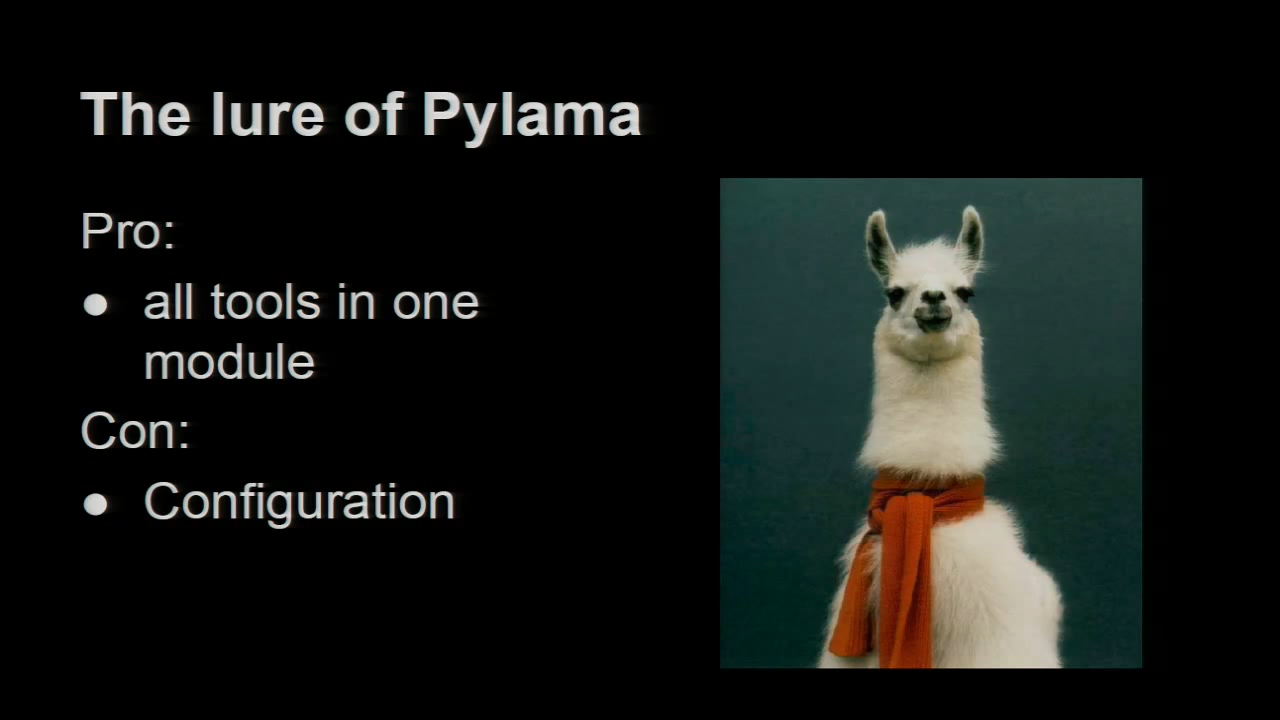 The lure of Pylama
Pro:
● all tools in one
module
Con:
● Configuration